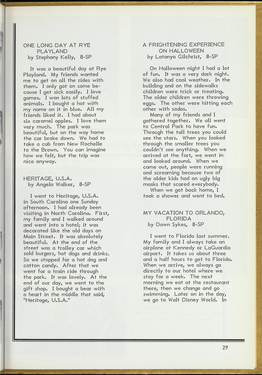 ONE LONG DAY AT RYE
PLAYLAND
by Stephany Kelly, 8-SP
It was a beautiful day at Rye
Playland. My friends wanted
me to get on all the rides with
them. I only got on some be-
cause I get sick easily. I love
games. I won lots of stuffed
animals. I bought a hat with
my name on it in blue. All my
friends liked it. I had about
six caramel apples. I love them
very much. The park was
beautiful, but on the way home
the car broke down. We had to
take a cab from New Rochelle
to the Bronx. You can imagine
how we felt, but the trip was
nice anyway.
HERITAGE, U.S.A.
by Angela Walker, 8-SP
I went to Heritage, U.S.A.
in South Carolina one Sunday
afternoon. I had already been
visiting in North Carolina. First,
my family and I walked around
and went into a hotel; it was
decorated like the old days on
Main Street. It was absolutely
beautiful. At the end of the
street was a trolley car which
sold burgers, hot dogs and drinks.
So we stopped for a hot dog and
cotton candy. After that we
went for a train ride through
the park. It was lovely. At the
end of our day, we went to the
gift shop. I bought a bear with
a heart in the middle that said,
"Heritage, U.S.A."
A FRIGHTENING EXPERIENCE
ON HALLOWEEN
by Latanya Gilchrist, 8-SP
On Halloween night I had a lot
of fun. It was a very dark night.
We also had cool weather. In the
building and on the sidewalks
children were trick or treating.
The older children were throwing
eggs. The other were hitting each
other with socks.
Many of my friends and I
gathered together. We all went
to Central Park to have fun.
Through the tall trees you could
see the stars. When you looked
through the smaller trees you
couldn't see anything. When we
arrived at the fort, we went in
and looked around. When we
came out, people were running
and screaming because two of
the older kids had on ugly big
masks that scared everybody.
When we got back home, I
took a shower and went to bed.
MY VACATION TO ORLANDO,
FLORIDA
by Dawn Sykes, 8-SP
I went to Florida last summer.
My family and I always take an
airplane at Kennedy or LaGuardia
airport. It takes us about three
and a half hours to get to Florida.
When we arrive, we always go
directly to our hotel where we
stay for a week. The next
morning we eat at the restaurant
there, then we change and go
swimming. Later on in the day,
we go to Walt Disney World. In
29